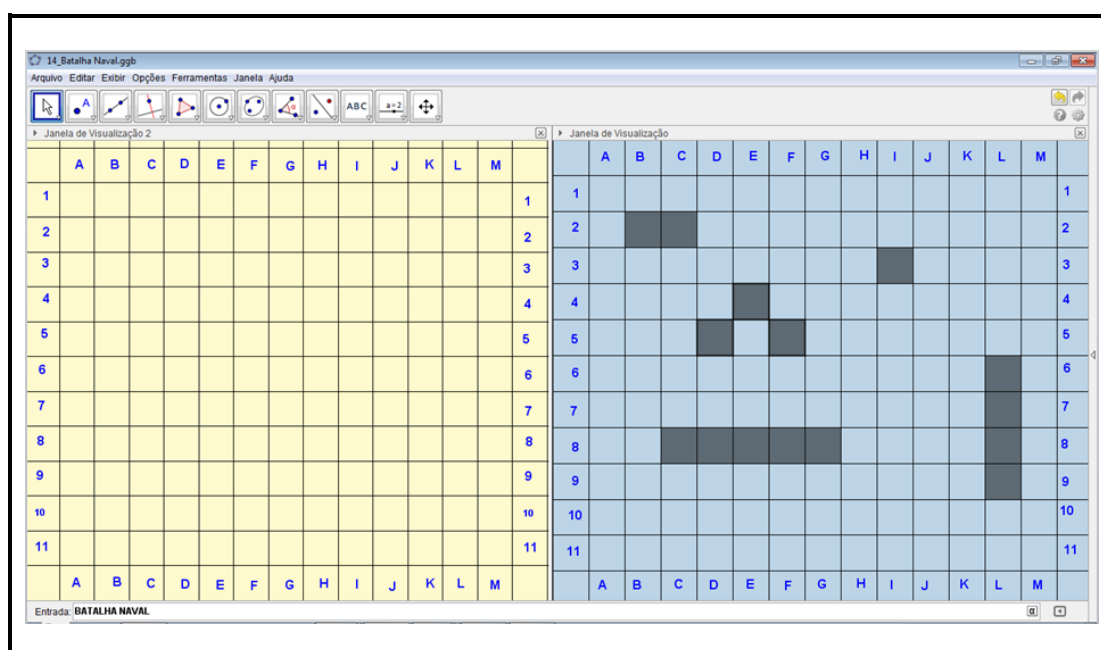 14_Batalha Naval.ggb
Arquivo Editar Exibir Opções Ferramentas Janela Ajuda
A ABC a=2
Janela de Visualização 2
A B C D E F G H I J K L M
1 1
2 2
3 3
4 4
5 5
6 6
7 7
8 8
9 9
10 10
11 11
A B C D E F G H I J K L M
Janela de Visualização
A B C D E F G H I J K L M
1 1
2 2
3 3
4 4
5 5
6 6
7 7
8 8
9 9
10 10
11 11
A B C D E F G H I J K L M
Entrada: BATALHA NAVAL α